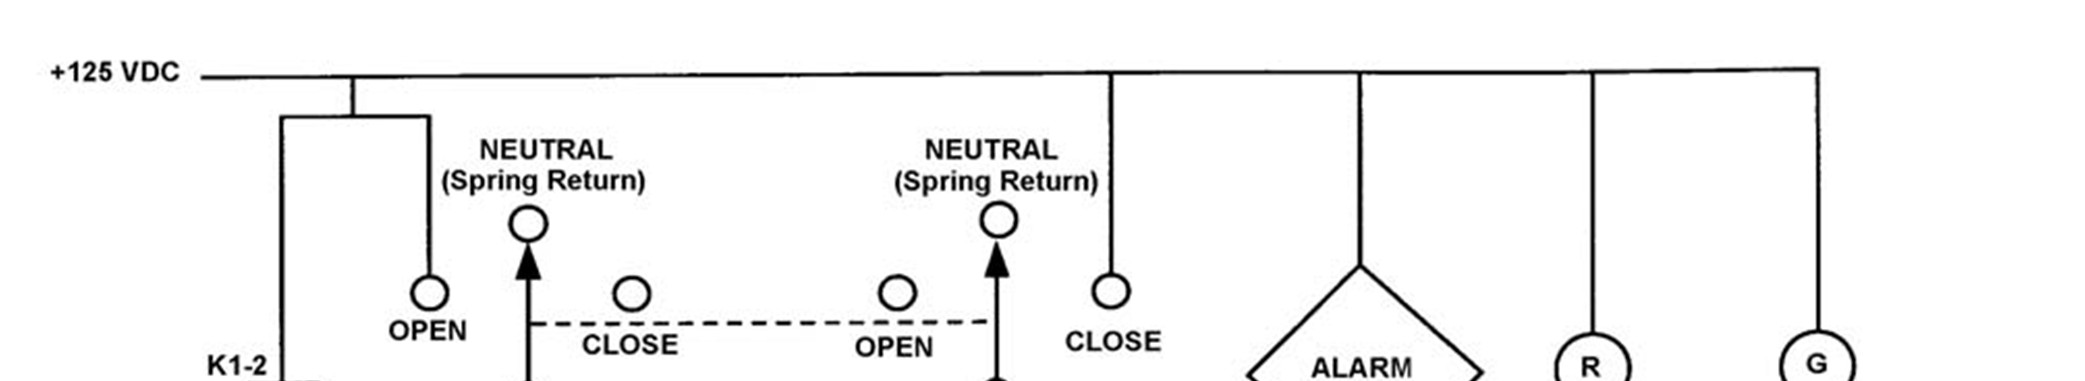 +125 VDC
NEUTRAL
(Spring Return)
NEUTRAL
(Spring Return)
OPEN
CLOSE
OPEN
CLOSE
K1-2
ALARM
R
G